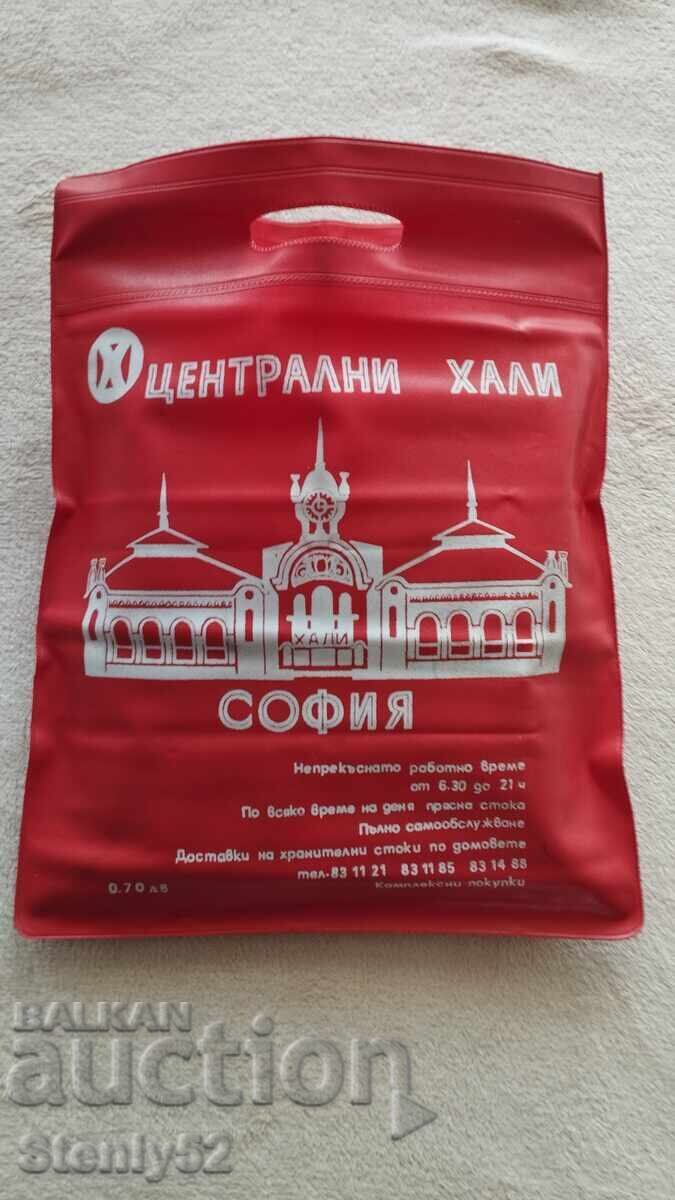 Х ЦЕНТРАЛНИ ХАЛИ
ХАЛИ
СОФИЯ
Непрекъснато работно време
от 6.30 до 21 ч
По всяко време на деня прясна стока
Пълно самообслужване
Доставки на хранителни стоки по домовете
тел. 83 11 21 83 11 85 83 14 88
0.70 лв
Комплексни покупки
BALKAN
auction
Stenly52